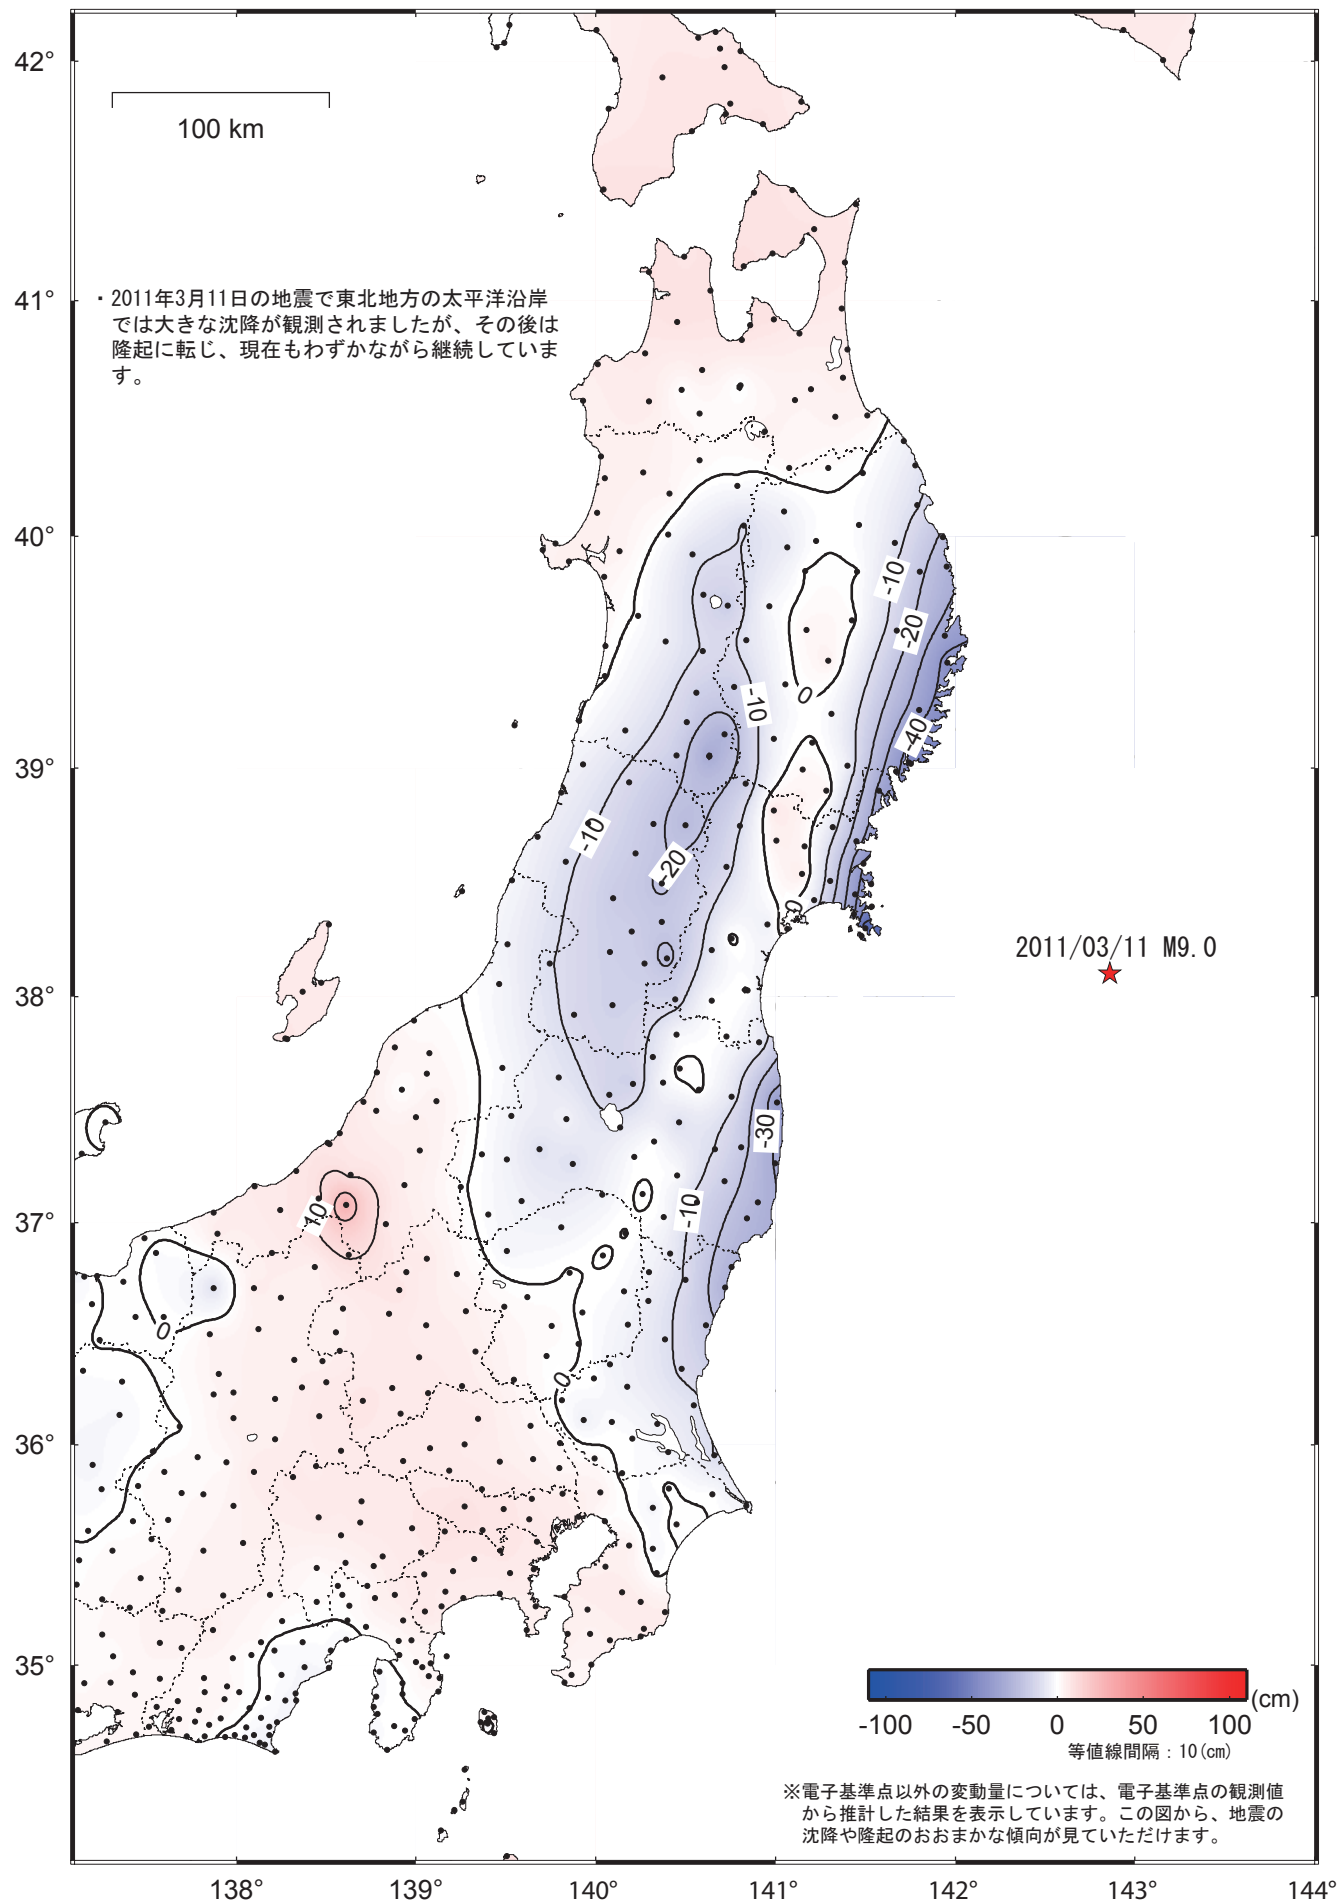 42°
100 km
41°
・2011年3月11日の地震で東北地方の太平洋沿岸
では大きな沈降が観測されましたが、その後は
隆起に転じ、現在もわずかながら継続していま
す。
40°
-10
-20
0
-10
-40
39°
-10
-20
0
2011/03/11 M9.0
38°
-30
-10
10
37°
0
0
36°
35°
(cm)
-100 -50 0 50 100
等値線間隔：10(cm)
※電子基準点以外の変動量については、電子基準点の観測値
から推計した結果を表示しています。この図から、地震の
沈降や隆起のおおまかな傾向が見ていただけます。
138° 139° 140° 141° 142° 143° 144°